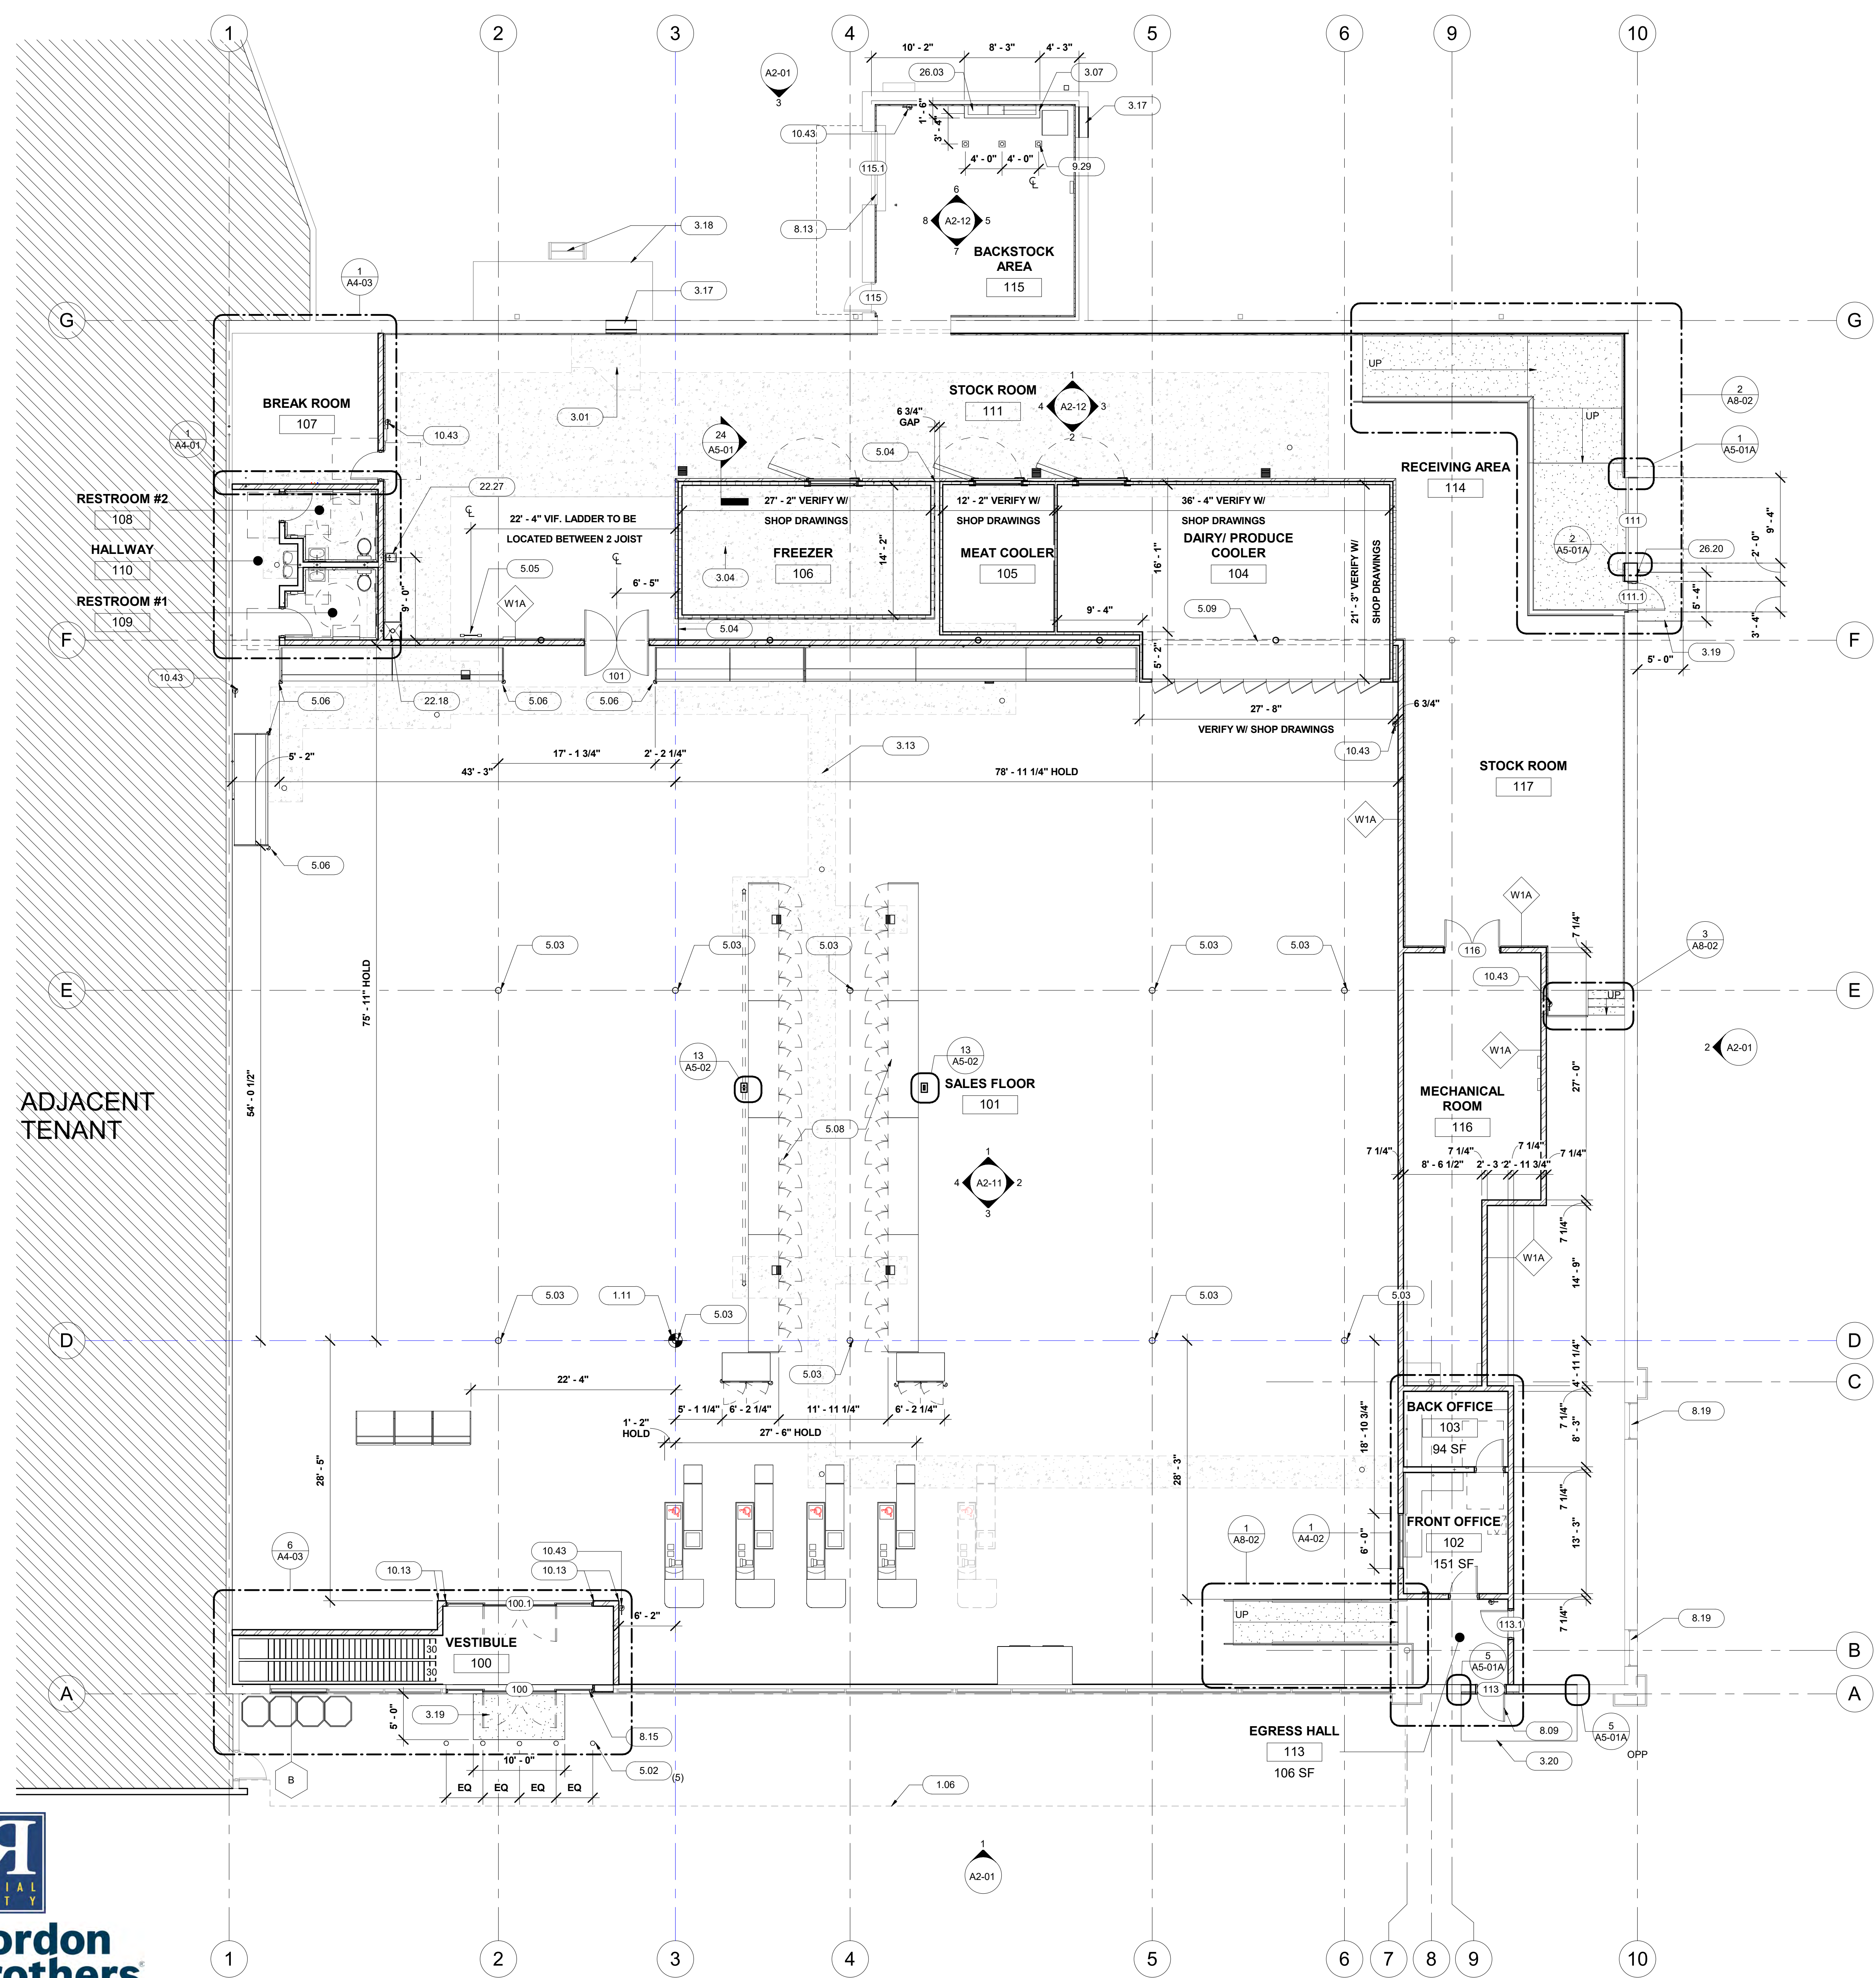 1
2
3
4
5
6
9
10
10' - 2"
8' - 3"
4' - 3"
A2-01
3
26.03
3.07
3.17
1' - 6"
3' - 4"
10.43
4' - 0"
4' - 0"
9.29
115.1
6
8
A2-12
5
7
8.13
3.18
BACKSTOCK
AREA
115
1
A4-03
3.17
115
G
G
UP
BREAK ROOM
107
STOCK ROOM
111
1
4
A2-12
3
2
2
A8-02
6 3/4"
GAP
3.01
UP
1
A4-01
10.43
24
A5-01
5.04
1
A5-01A
RECEIVING AREA
114
RESTROOM #2
108
22.27
27' - 2" VERIFY W/
SHOP DRAWINGS
12' - 2" VERIFY W/
SHOP DRAWINGS
36' - 4" VERIFY W/
SHOP DRAWINGS
22' - 4" VIF. LADDER TO BE
LOCATED BETWEEN 2 JOIST
9' - 4"
2' - 0"
111
HALLWAY
110
FREEZER
106
14' - 2"
MEAT COOLER
105
16' - 1"
DAIRY/ PRODUCE
COOLER
104
21' - 3" VERIFY W/
SHOP DRAWINGS
2
A5-01A
26.20
5.05
6' - 5"
3.04
RESTROOM #1
109
9' - 0"
W1A
9' - 4"
5.09
111.1
5' - 4"
3' - 4"
F
5.04
F
5' - 2"
3.19
5' - 0"
10.43
101
5.06
22.18
5.06
5.06
27' - 8"
VERIFY W/ SHOP DRAWINGS
6 3/4"
10.43
5' - 2"
17' - 1 3/4"
2' - 2 1/4"
3.13
43' - 3"
78' - 11 1/4" HOLD
STOCK ROOM
117
W1A
5.06
W1A
5.03
5.03
5.03
5.03
5.03
116
7 1/4"
3
A8-02
10.43
75' - 11" HOLD
E
UP
E
13
A5-02
13
A5-02
W1A
2
A2-01
SALES FLOOR
101
27' - 0"
ADJACENT
TENANT
54' - 0 1/2"
MECHANICAL
ROOM
116
5.08
1
4
A2-11
2
3
7 1/4"
7 1/4"
7 1/4"
7 1/4"
8' - 6 1/2"
2' - 3
2' - 11 3/4"
7 1/4"
W1A
14' - 9"
5.03
1.11
5.03
5.03
5.03
D
D
5.03
4' - 11 1/4"
C
22' - 4"
5' - 1 1/4"
6' - 2 1/4"
11' - 11 1/4"
6' - 2 1/4"
BACK OFFICE
103
94 SF
7 1/4"
8' - 3"
8.19
1' - 2"
HOLD
27' - 6" HOLD
18' - 10 3/4"
28' - 5"
28' - 3"
7 1/4"
FRONT OFFICE
102
151 SF
6' - 0"
13' - 3"
1
A8-02
1
A4-02
6
A4-03
10.13
10.43
10.13
100.1
6' - 2"
7 1/4"
8.19
UP
113.1
VESTIBULE
100
30
30
B
5
A5-01A
A
100
113
A
5' - 0"
3.19
8.15
EGRESS HALL
113
106 SF
8.09
5
A5-01A
OPP
3.20
10' - 0"
5.02
(5)
B
EQ
EQ
EQ
EQ
1.06
1
A2-01
I A L
T Y
ordon
rothers
1
2
3
4
5
6
7
8
9
10